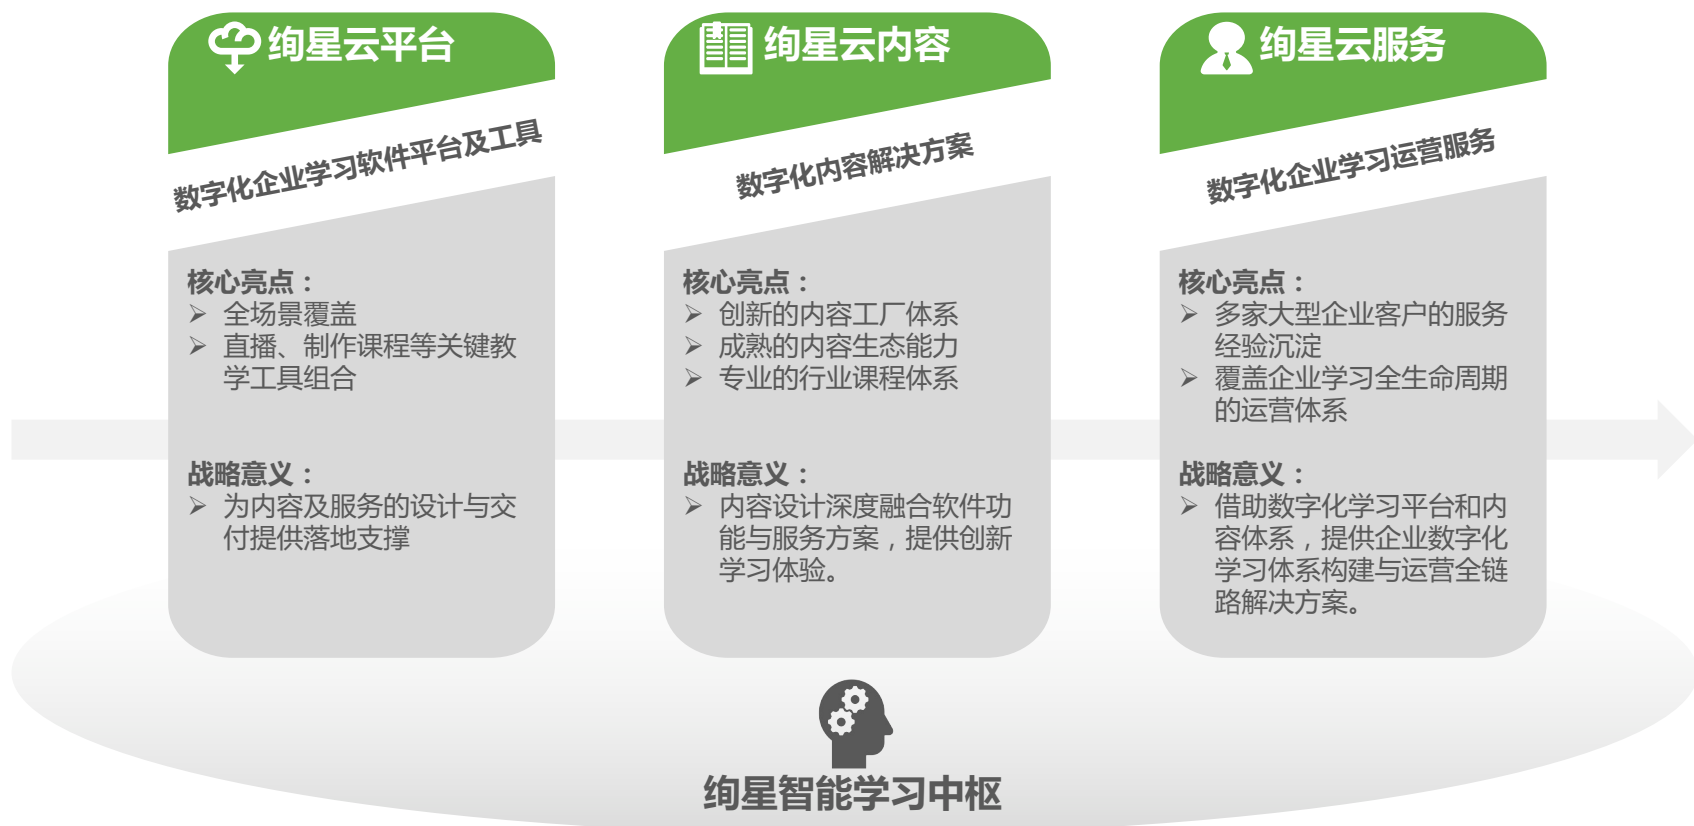 绚星云平台
数字化企业学习软件平台及工具
核心亮点：
全场景覆盖
直播、制作课程等关键教
学工具组合
战略意义：
为内容及服务的设计与交
付提供落地支撑
绚星云内容
数字化内容解决方案
核心亮点：
创新的内容工厂体系
成熟的内容生态能力
专业的行业课程体系
战略意义：
内容设计深度融合软件功
能与服务方案，提供创新
学习体验。
绚星云服务
数字化企业学习运营服务
核心亮点：
多家大型企业客户的服务
经验沉淀
覆盖企业学习全生命周期
的运营体系
战略意义：
借助数字化学习平台和内
容体系，提供企业数字化
学习体系构建与运营全链
路解决方案。
绚星智能学习中枢